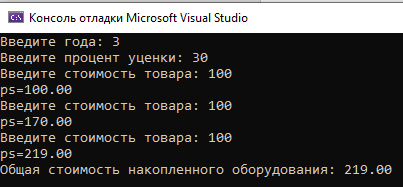 Консоль отладки Microsoft Visual Studio
Введите года: 3
Введите процент уценки: 30
Введите стоимость товара: 100
ps=100.00
Введите стоимость товара: 100
ps=170.00
Введите стоимость товара: 100
ps=219.00
Общая стоимость накопленного оборудования: 219.00